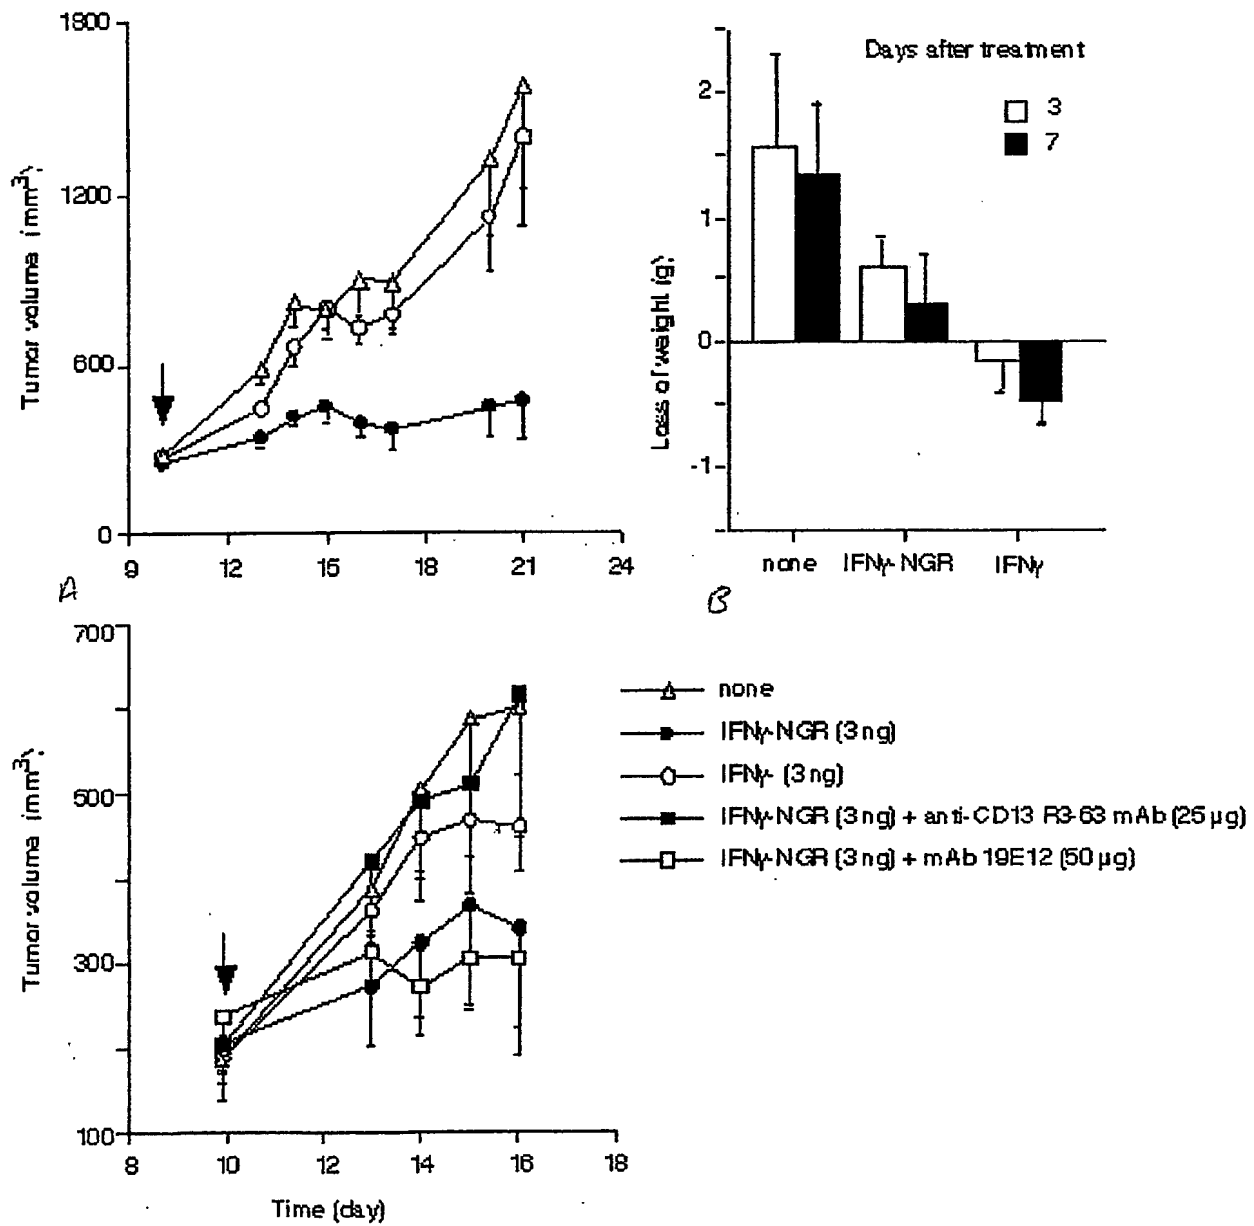 1800
1200
600
0
Tumor volume (mm³)
9 12 15 18 21 24
A
Days after treatment
3
7
2
1
0
-1
Loss of weight (g)
none IFNγ-NGR IFNγ
B
700
500
300
100
Tumor volume (mm³)
8 10 12 14 16 18
Time (day)
none
IFNγ-NGR (3 ng)
IFNγ- (3 ng)
IFNγ-NGR (3 ng) + anti-CD13 R3-63 mAb (25 µg)
IFNγ-NGR (3 ng) + mAb 19E12 (50 µg)